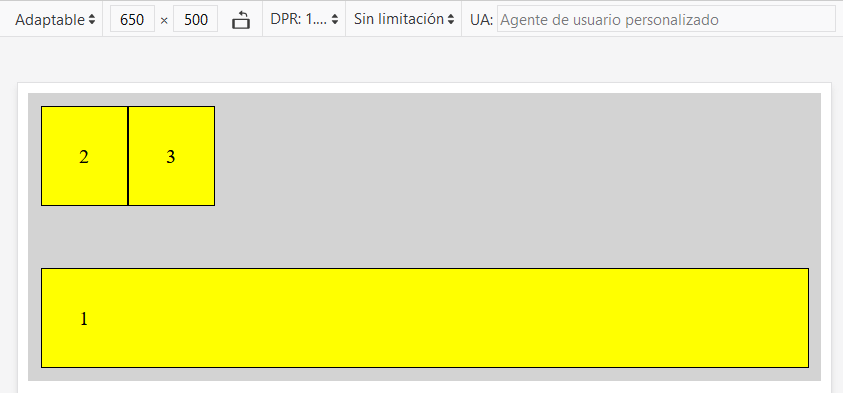 Adaptable 650 × 500 DPR: 1.... Sin limitación UA: Agente de usuario personalizado
2 3
1